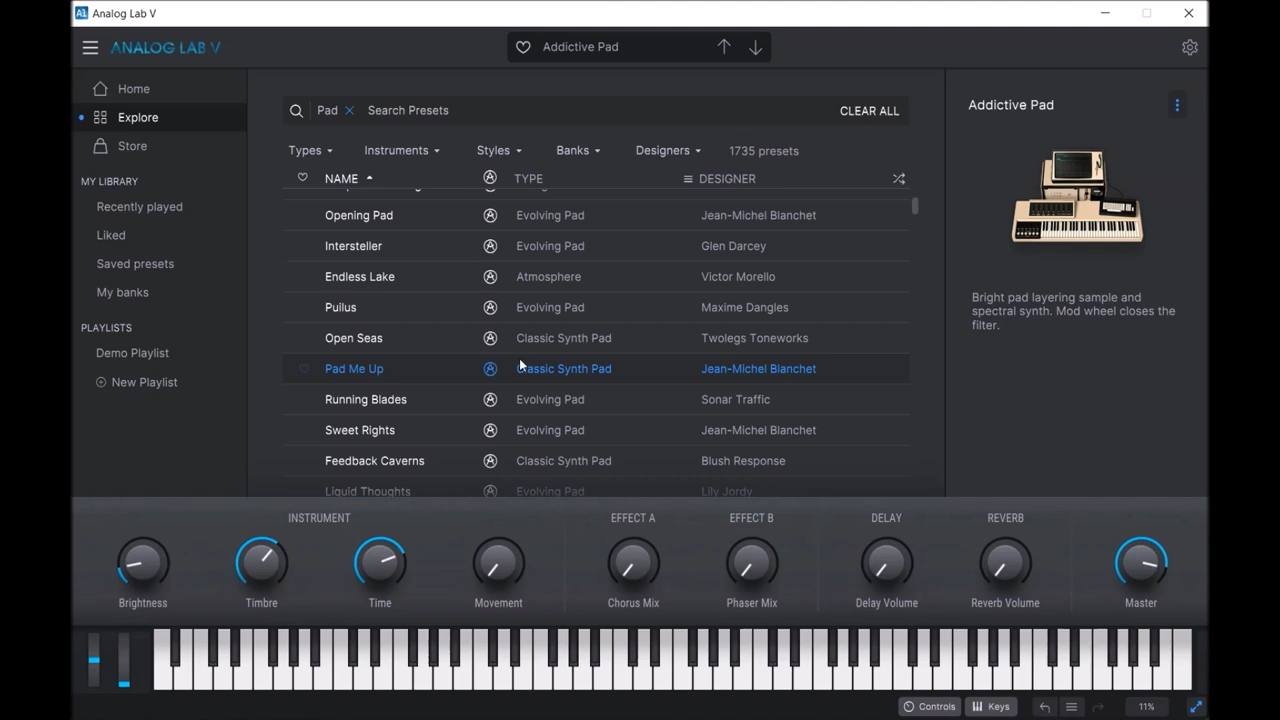 Analog Lab V
ANALOG LAB V
Addictive Pad
Home
Explore
Store
MY LIBRARY
Recently played
Liked
Saved presets
My banks
PLAYLISTS
Demo Playlist
New Playlist
Pad Search Presets CLEAR ALL
Types Instruments Styles Banks Designers 1735 presets
NAME TYPE DESIGNER
Opening Pad Evolving Pad Jean-Michel Blanchet
Intersteller Evolving Pad Glen Darcey
Endless Lake Atmosphere Victor Morello
Puilus Evolving Pad Maxime Dangles
Open Seas Classic Synth Pad Twolegs Toneworks
Pad Me Up Classic Synth Pad Jean-Michel Blanchet
Running Blades Evolving Pad Sonar Traffic
Sweet Rights Evolving Pad Jean-Michel Blanchet
Feedback Caverns Classic Synth Pad Blush Response
Liquid Thoughts Evolving Pad Lily Jordy
Addictive Pad
Bright pad layering sample and
spectral synth. Mod wheel closes the
filter.
INSTRUMENT EFFECT A EFFECT B DELAY REVERB
Brightness Timbre Time Movement Chorus Mix Phaser Mix Delay Volume Reverb Volume Master
Controls Keys 11%